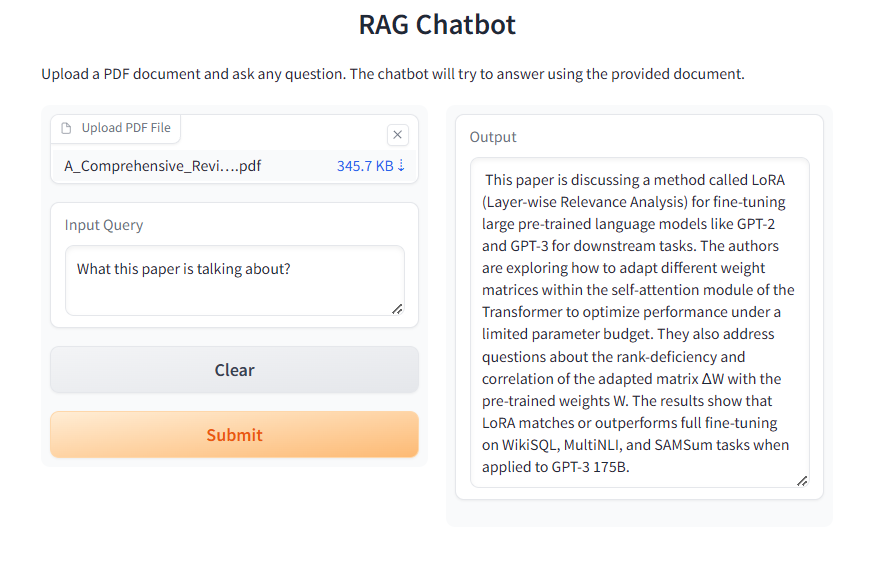 RAG Chatbot
Upload a PDF document and ask any question. The chatbot will try to answer using the provided document.
Upload PDF File
A_Comprehensive_Revi....pdf
345.7 KB ⇣
Input Query
What this paper is talking about?
Clear
Submit
Output
This paper is discussing a method called LoRA
(Layer-wise Relevance Analysis) for fine-tuning
large pre-trained language models like GPT-2
and GPT-3 for downstream tasks. The authors
are exploring how to adapt different weight
matrices within the self-attention module of the
Transformer to optimize performance under a
limited parameter budget. They also address
questions about the rank-deficiency and
correlation of the adapted matrix ΔW with the
pre-trained weights W. The results show that
LoRA matches or outperforms full fine-tuning
on WikiSQL, MultiNLI, and SAMSum tasks when
applied to GPT-3 175B.